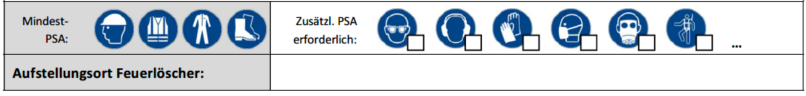 Mindest-
PSA:
Zusätzl. PSA
erforderlich:
...
Aufstellungsort Feuerlöscher: